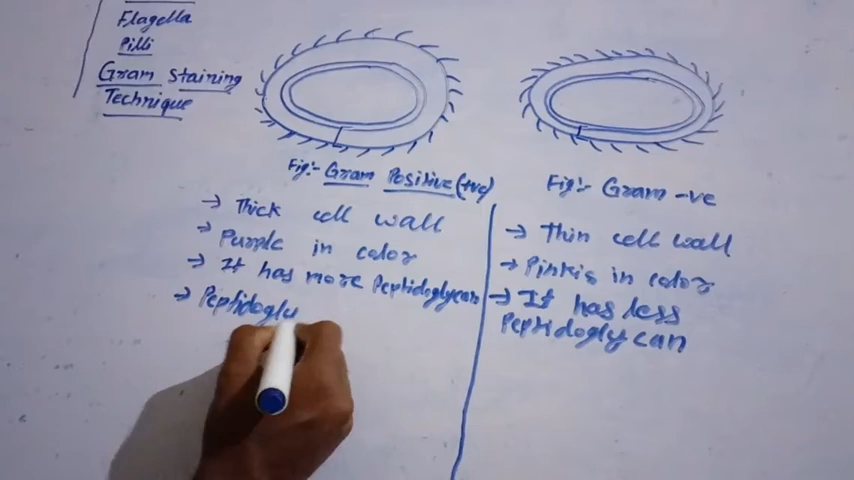 Flagella
Pilli
Gram staining
Technique
Fig:- Gram Positive (+ve)
→ Thick cell wall
→ Purple in color
→ It has more Peptidoglycan
→ Peptidogly
Fig:- Gram -ve
→ Thin cell wall
→ Pinkis in color
→ It has less
Peptidoglycan